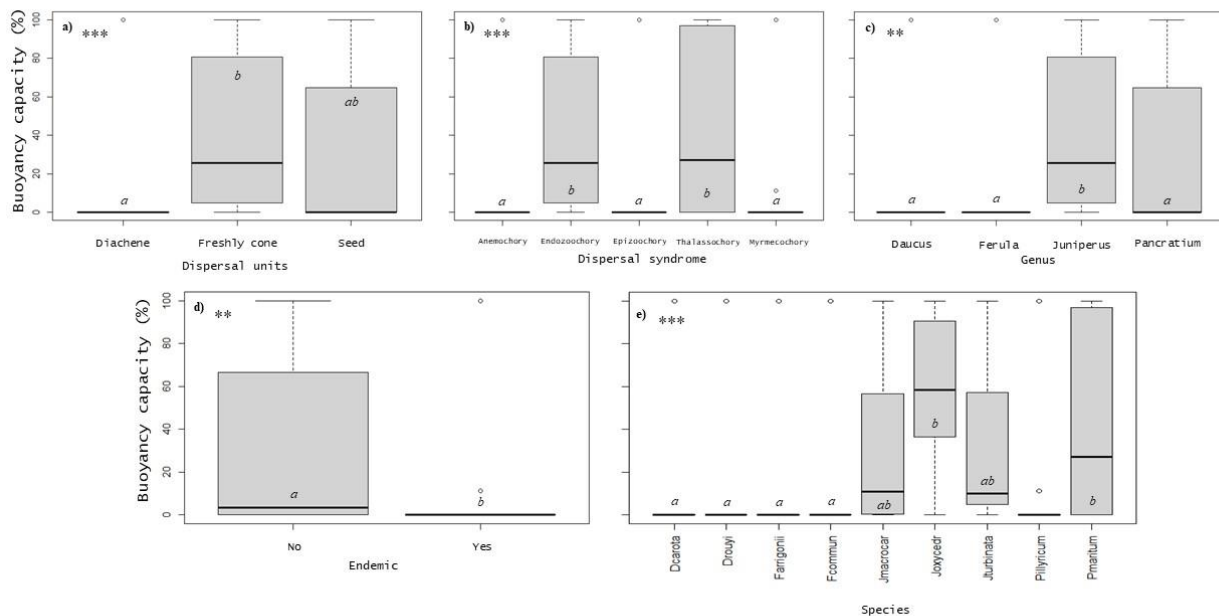 Buoyancy capacity (%)
100
80
60
40
20
0
a) ***
a
b
ab
Diachene Freshly cone Seed
Dispersal units
b) ***
a
b
a
b
a
Anemochory Endozoochory Epizoochory Thalassochory Myrmecochory
Dispersal syndrome
c) **
a
a
b
a
Daucus Ferula Juniperus Pancratium
Genus
Buoyancy capacity (%)
100
80
60
40
20
0
d) **
a
b
No Yes
Endemic
e) ***
a
a
a
a
ab
b
ab
b
Dcarota
Drouyi
Farrigonii
Fcommun
Jmacrocar
Joxycedr
Jturbinata
Pillyricum
Pmaritum
Species